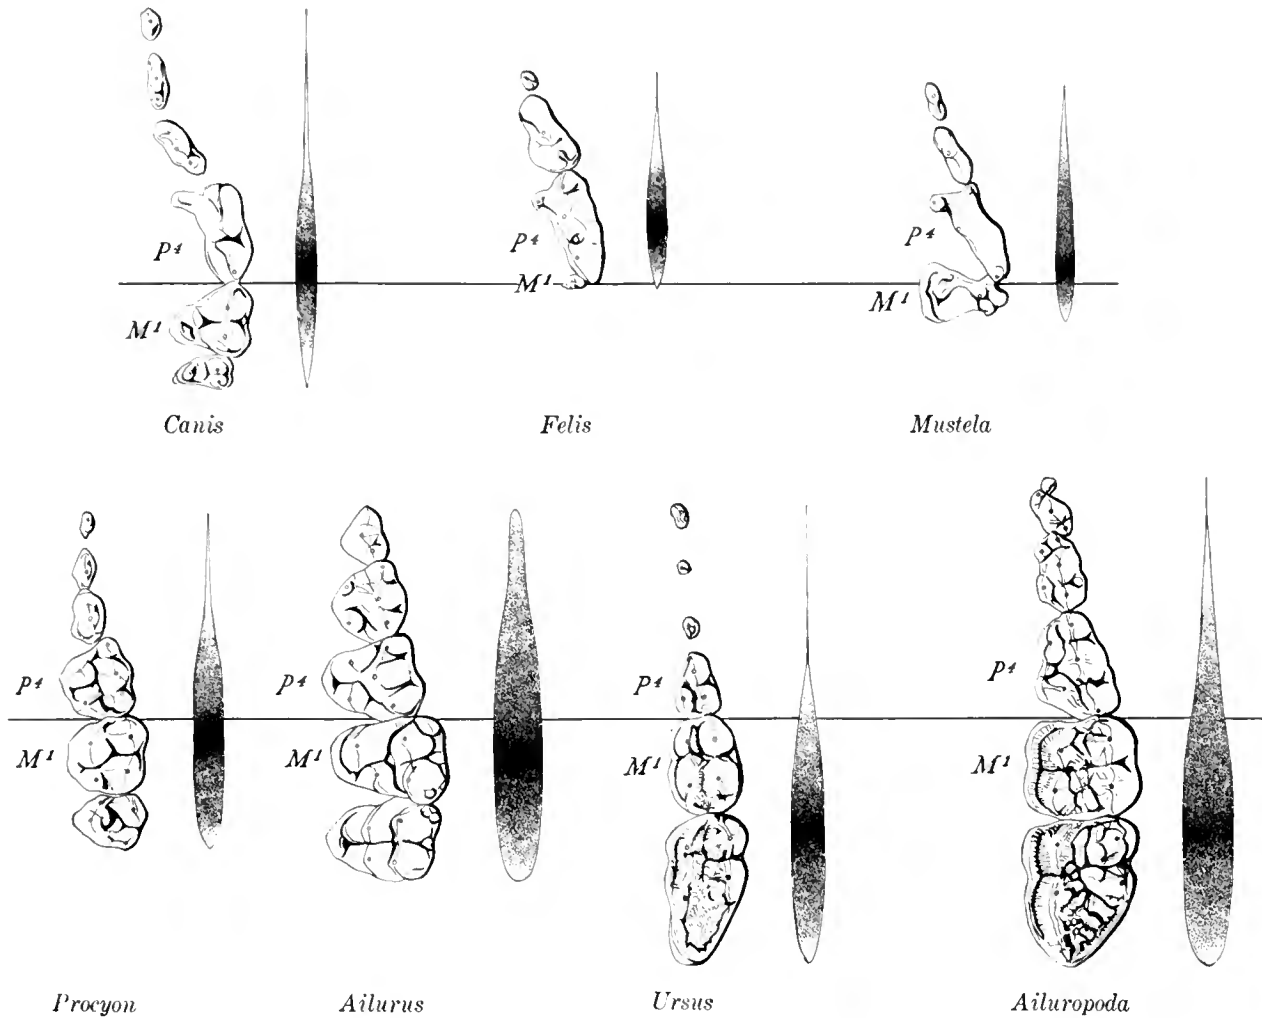 P⁴
P⁴
P⁴
M¹
M¹
M¹
Canis
Felis
Mustela
P⁴
P⁴
P⁴
P⁴
M¹
M¹
M¹
M¹
Procyon
Ailurus
Ursus
Ailuropoda